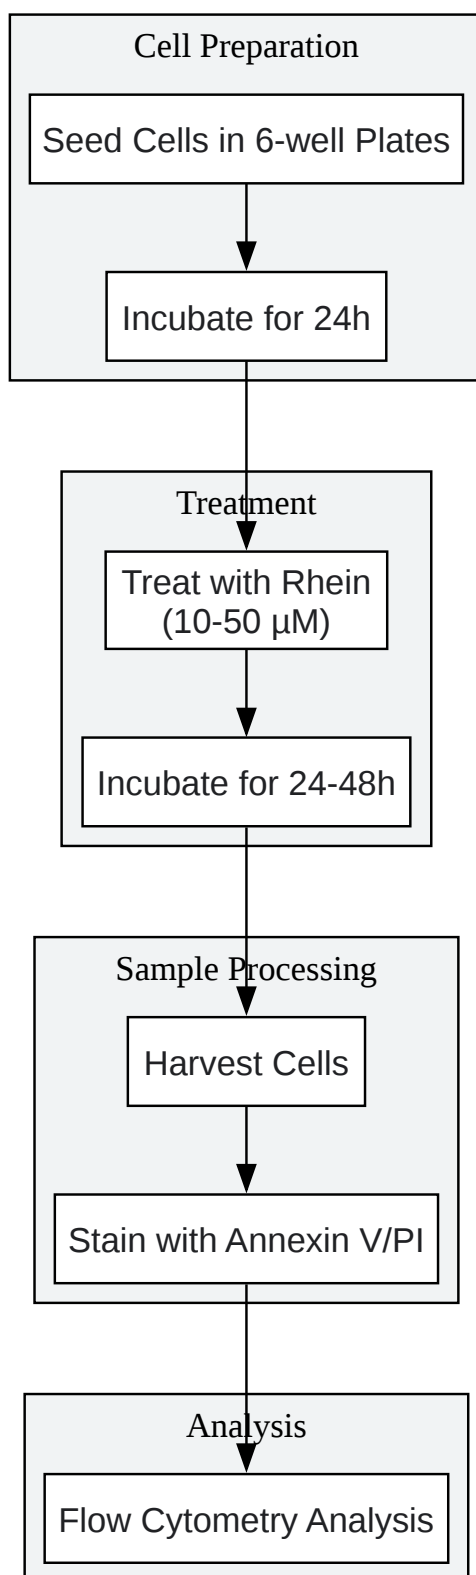 Cell Preparation
Seed Cells in 6-well Plates
Incubate for 24h
Treatment
Treat with Rhein
(10-50 µM)
Incubate for 24-48h
Sample Processing
Harvest Cells
Stain with Annexin V/PI
Analysis
Flow Cytometry Analysis